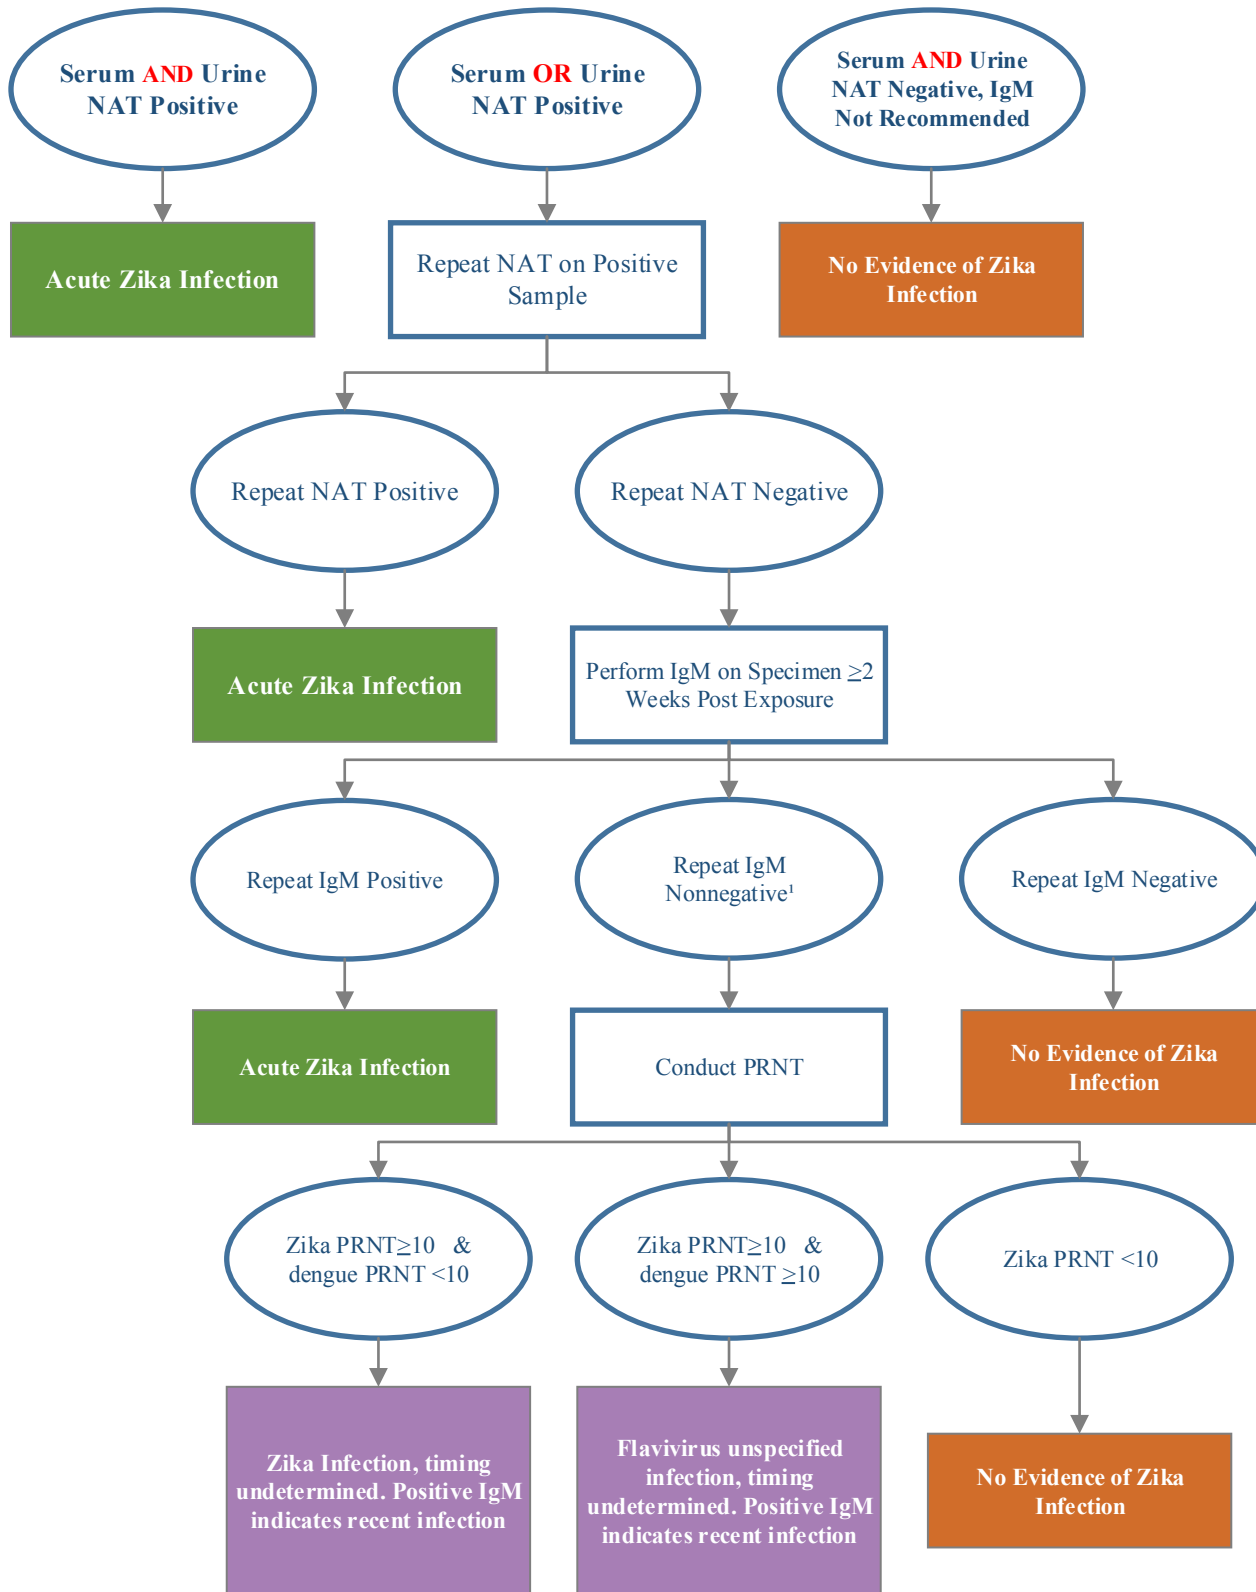 Serum AND Urine
NAT Positive
Serum OR Urine
NAT Positive
Serum AND Urine
NAT Negative, IgM
Not Recommended
Acute Zika Infection
Repeat NAT on Positive
Sample
No Evidence of Zika
Infection
Repeat NAT Positive
Repeat NAT Negative
Acute Zika Infection
Perform IgM on Specimen ≥2
Weeks Post Exposure
Repeat IgM Positive
Repeat IgM
Nonnegative¹
Repeat IgM Negative
Acute Zika Infection
Conduct PRNT
No Evidence of Zika
Infection
Zika PRNT≥10 &
dengue PRNT <10
Zika PRNT≥10 &
dengue PRNT ≥10
Zika PRNT <10
Zika Infection, timing
undetermined. Positive IgM
indicates recent infection
Flavivirus unspecified
infection, timing
undetermined. Positive IgM
indicates recent infection
No Evidence of Zika
Infection